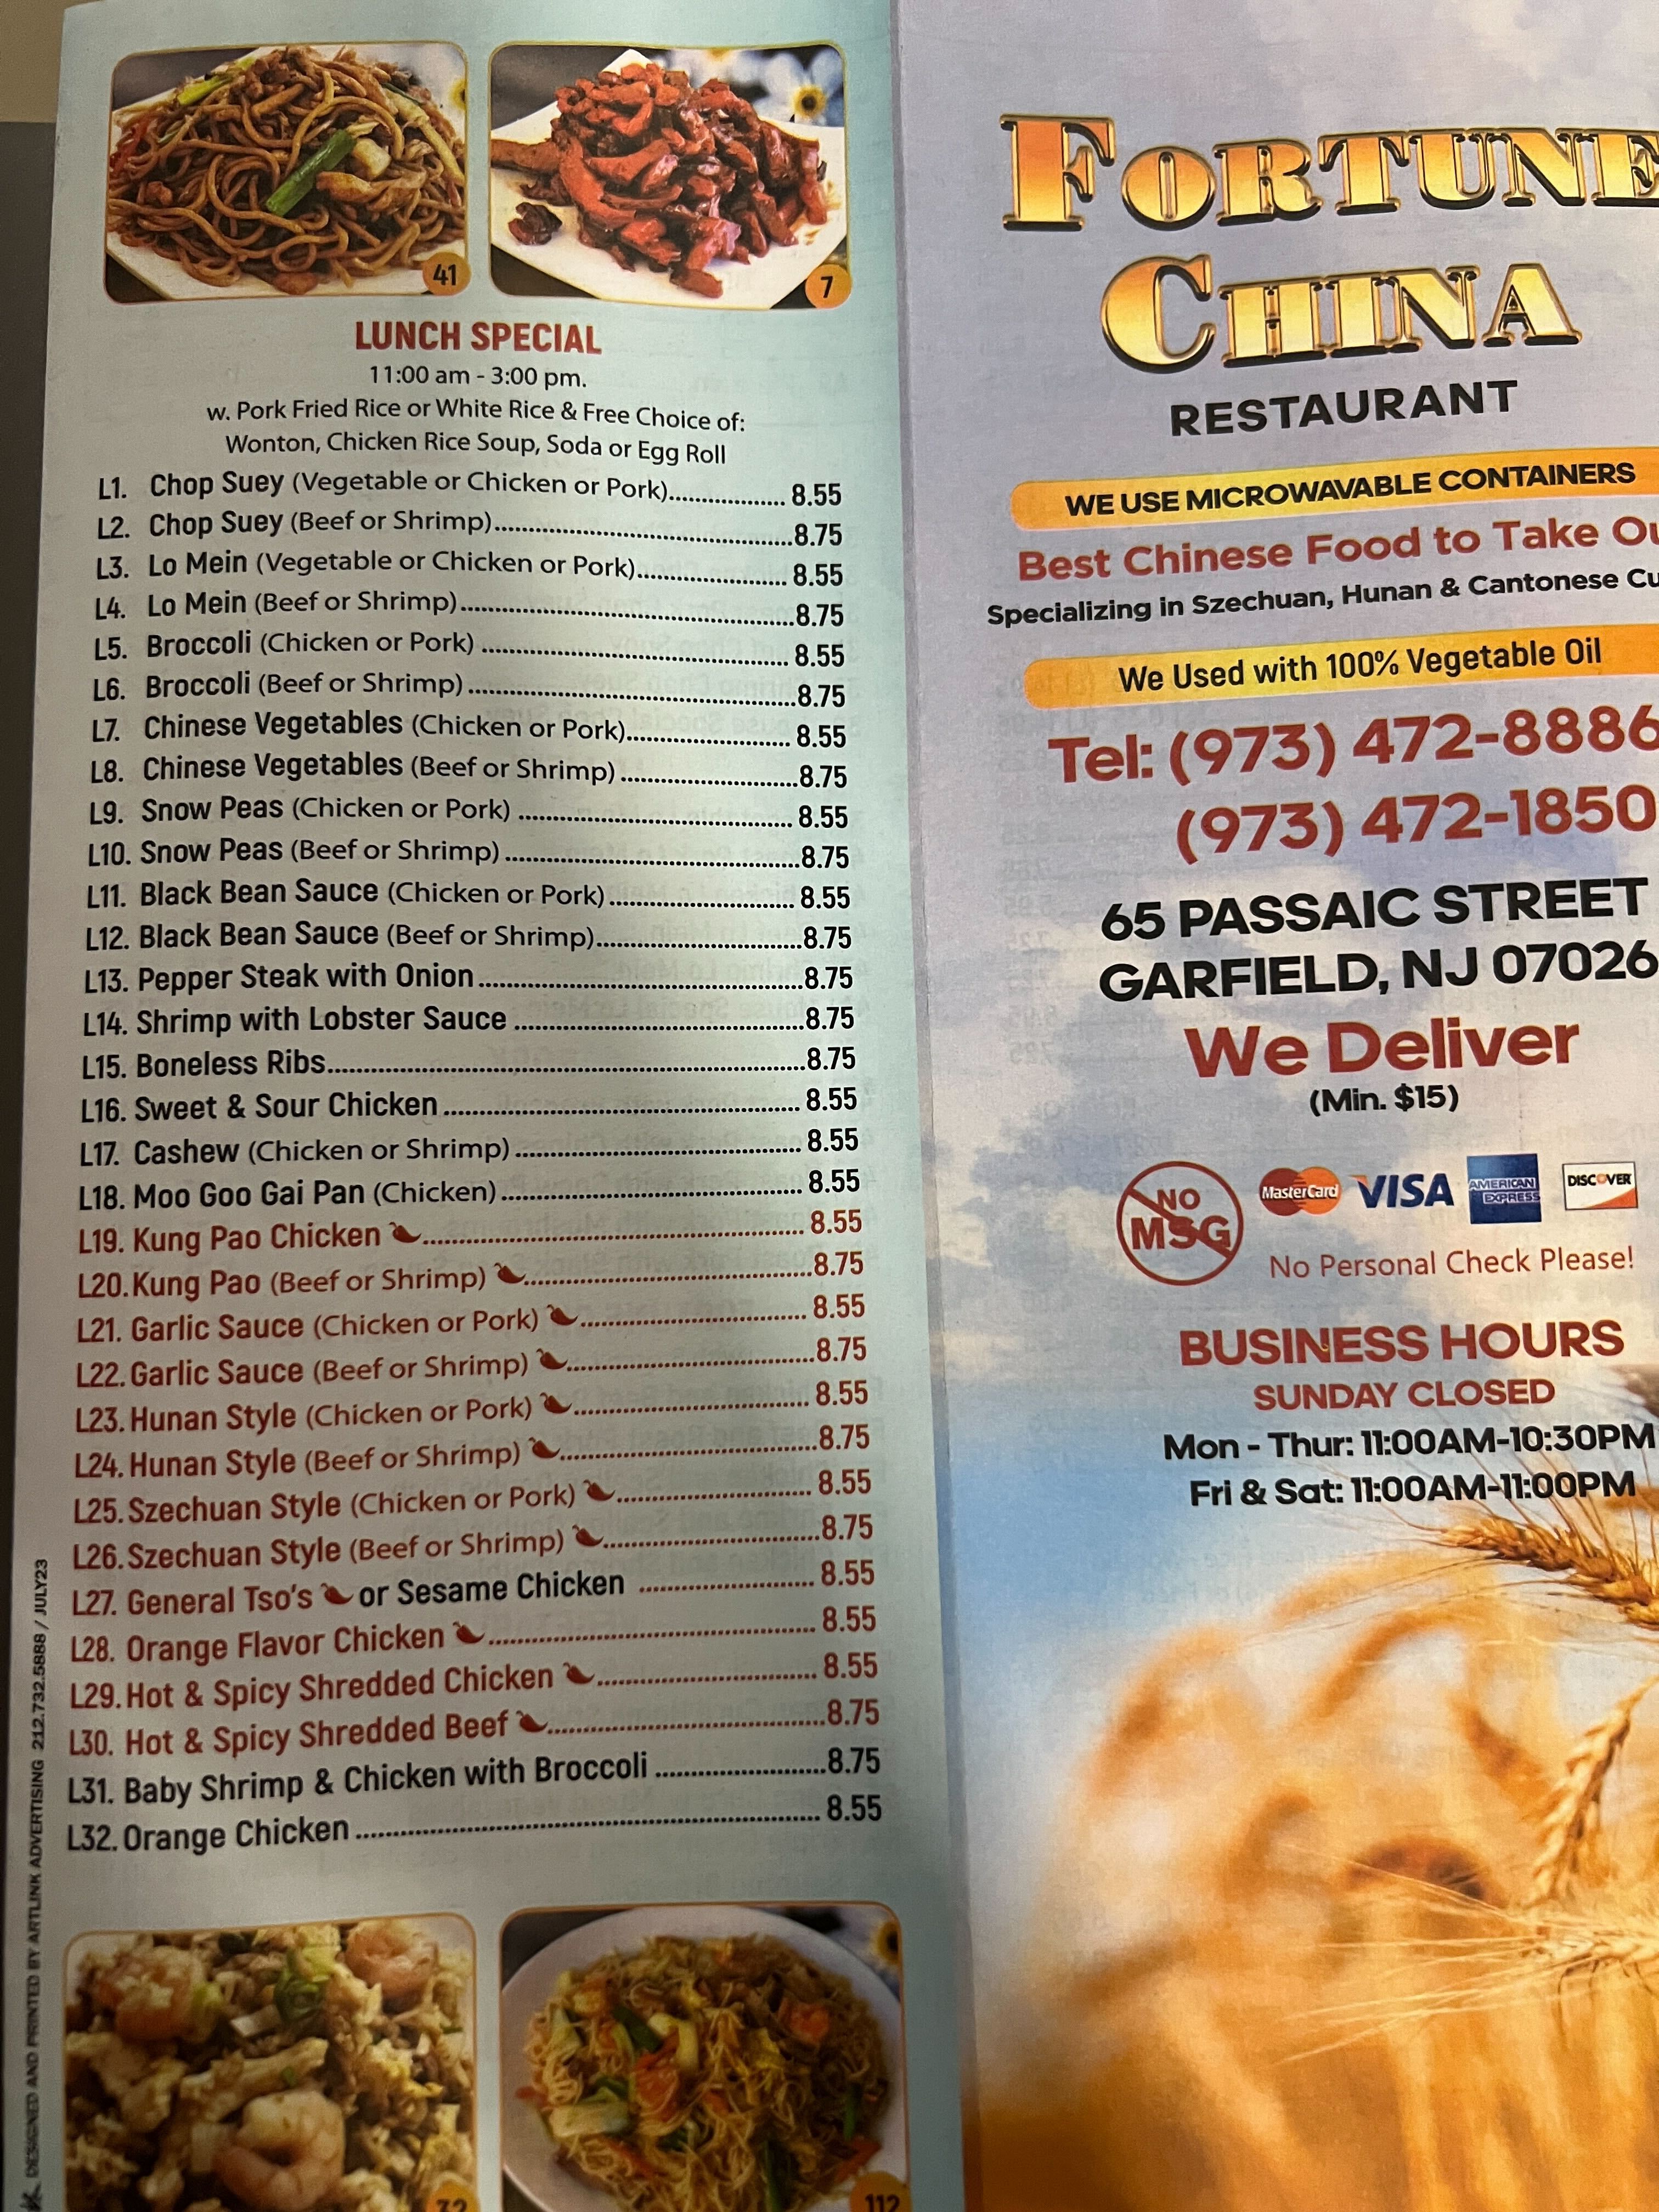 41
7
LUNCH SPECIAL
11:00 am - 3:00 pm.
w. Pork Fried Rice or White Rice & Free Choice of:
Wonton, Chicken Rice Soup, Soda or Egg Roll
L1. Chop Suey (Vegetable or Chicken or Pork)........................ 8.55
L2. Chop Suey (Beef or Shrimp)........................8.75
L3. Lo Mein (Vegetable or Chicken or Pork)........................ 8.55
L4. Lo Mein (Beef or Shrimp)........................8.75
L5. Broccoli (Chicken or Pork) ........................ 8.55
L6. Broccoli (Beef or Shrimp) ........................8.75
L7. Chinese Vegetables (Chicken or Pork)........................ 8.55
L8. Chinese Vegetables (Beef or Shrimp) ........................8.75
L9. Snow Peas (Chicken or Pork) ........................ 8.55
L10. Snow Peas (Beef or Shrimp) ........................8.75
L11. Black Bean Sauce (Chicken or Pork)........................ 8.55
L12. Black Bean Sauce (Beef or Shrimp)........................8.75
L13. Pepper Steak with Onion........................8.75
L14. Shrimp with Lobster Sauce ........................8.75
L15. Boneless Ribs........................8.75
L16. Sweet & Sour Chicken ........................ 8.55
L17. Cashew (Chicken or Shrimp)........................ 8.55
L18. Moo Goo Gai Pan (Chicken)........................ 8.55
L19. Kung Pao Chicken ........................ 8.55
L20. Kung Pao (Beef or Shrimp) ........................8.75
L21. Garlic Sauce (Chicken or Pork) ........................ 8.55
L22. Garlic Sauce (Beef or Shrimp) ........................8.75
L23. Hunan Style (Chicken or Pork) ........................ 8.55
L24. Hunan Style (Beef or Shrimp) ........................8.75
L25. Szechuan Style (Chicken or Pork) ........................ 8.55
L26. Szechuan Style (Beef or Shrimp) ........................8.75
L27. General Tso's or Sesame Chicken ........................ 8.55
L28. Orange Flavor Chicken ........................ 8.55
L29. Hot & Spicy Shredded Chicken ........................ 8.55
L30. Hot & Spicy Shredded Beef ........................8.75
L31. Baby Shrimp & Chicken with Broccoli ........................8.75
L32. Orange Chicken ........................ 8.55
32
112
DESIGNED AND PRINTED BY ARTLINK ADVERTISING 212.732.5888 / JULY23
FORTUNE
CHINA
RESTAURANT
WE USE MICROWAVABLE CONTAINERS
Best Chinese Food to Take
Specializing in Szechuan, Hunan & Cantonese
We Used with 100% Vegetable Oil
Tel: (973) 472-8886
(973) 472-1850
65 PASSAIC STREET
GARFIELD, NJ 07026
We Deliver
(Min. $15)
NO MSG
MasterCard VISA AMERICAN EXPRESS DISCOVER
No Personal Check Please!
BUSINESS HOURS
SUNDAY CLOSED
Mon - Thur: 11:00AM-10:30PM
Fri & Sat: 11:00AM-11:00PM